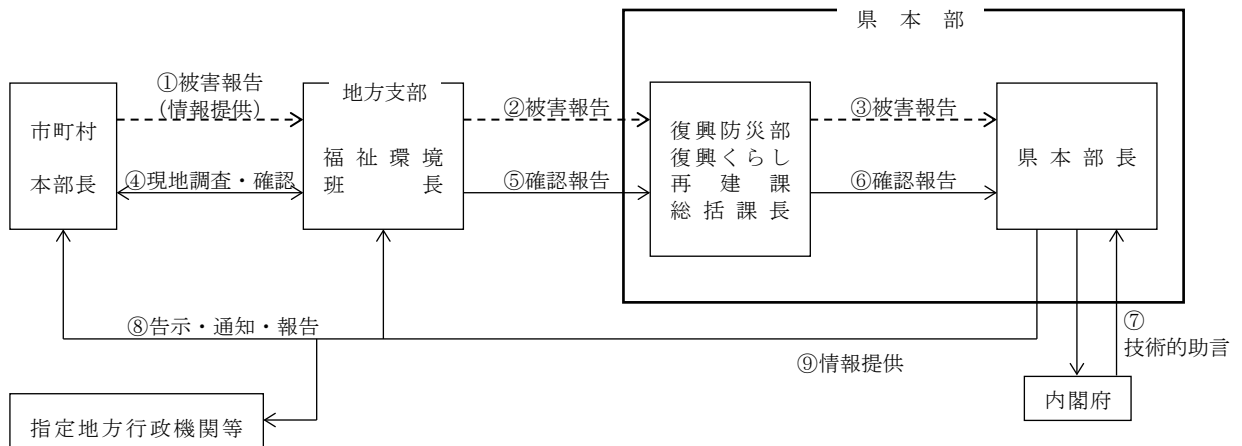 県本部
①被害報告
(情報提供)
地方支部
②被害報告
③被害報告
市町村
本部長
福祉環境
班長
復興防災部
復興くらし
再建課
総括課長
県本部長
④現地調査・確認
⑤確認報告
⑥確認報告
⑧告示・通知・報告
⑦
技術的助言
⑨情報提供
内閣府
指定地方行政機関等